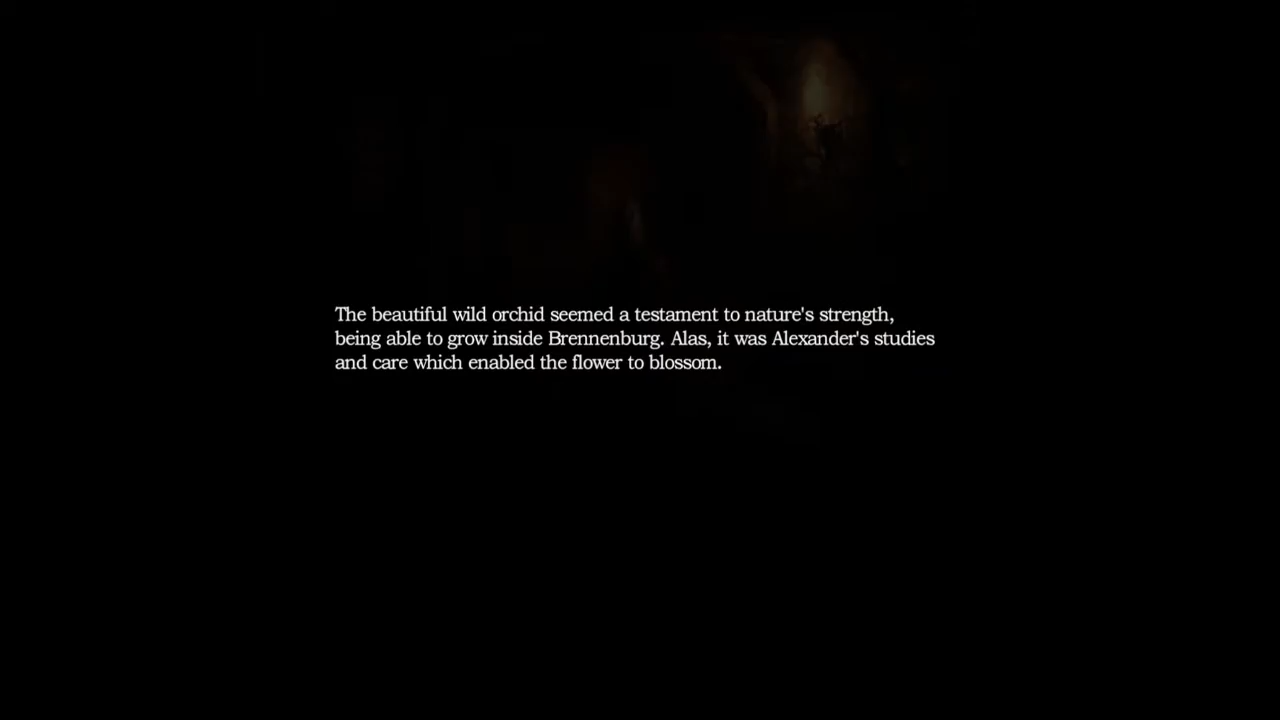 The beautiful wild orchid seemed a testament to nature's strength,
being able to grow inside Brennenburg. Alas, it was Alexander's studies
and care which enabled the flower to blossom.